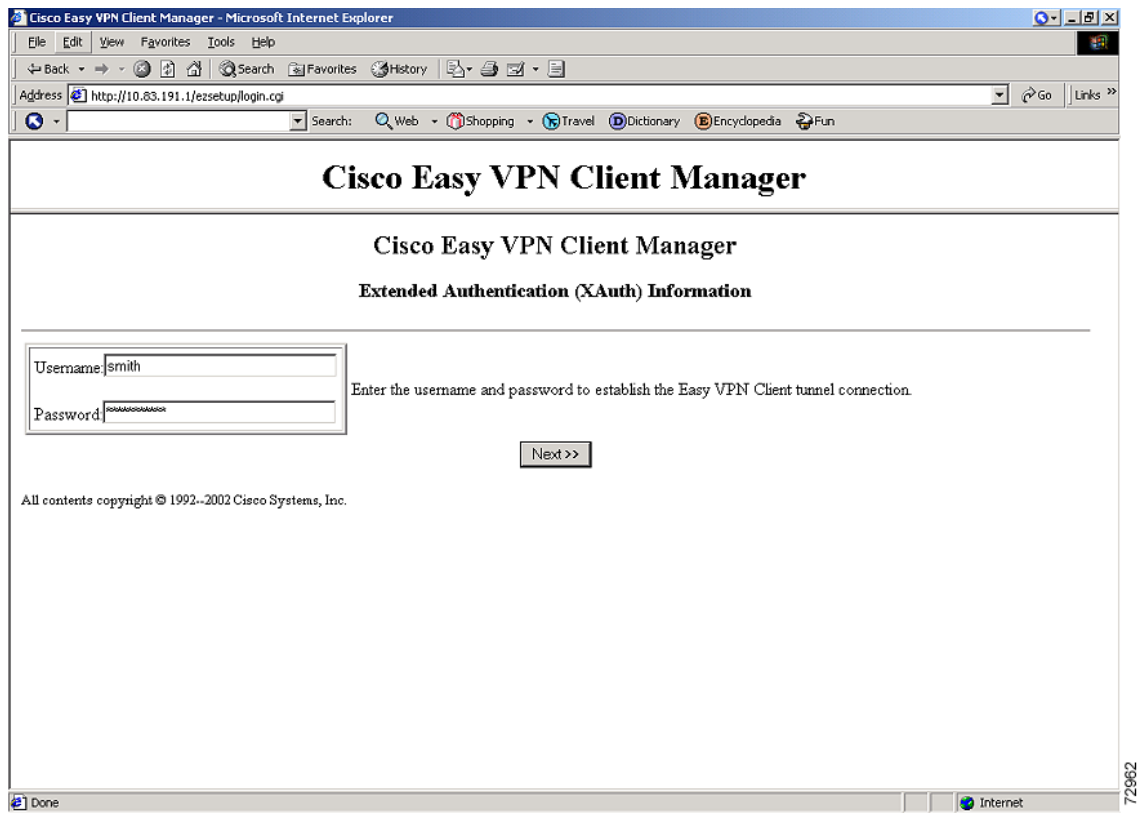 Cisco Easy VPN Client Manager - Microsoft Internet Explorer
File Edit View Favorites Tools Help
Back Search Favorites History
Address http://10.83.191.1/ezsetup/login.cgi Go Links »
Search: Web Shopping Travel Dictionary Encyclopedia Fun
Cisco Easy VPN Client Manager
Cisco Easy VPN Client Manager
Extended Authentication (XAuth) Information
Username: smith
Enter the username and password to establish the Easy VPN Client tunnel connection.
Password: ************
Next >>
All contents copyright © 1992--2002 Cisco Systems, Inc.
Done Internet
72962